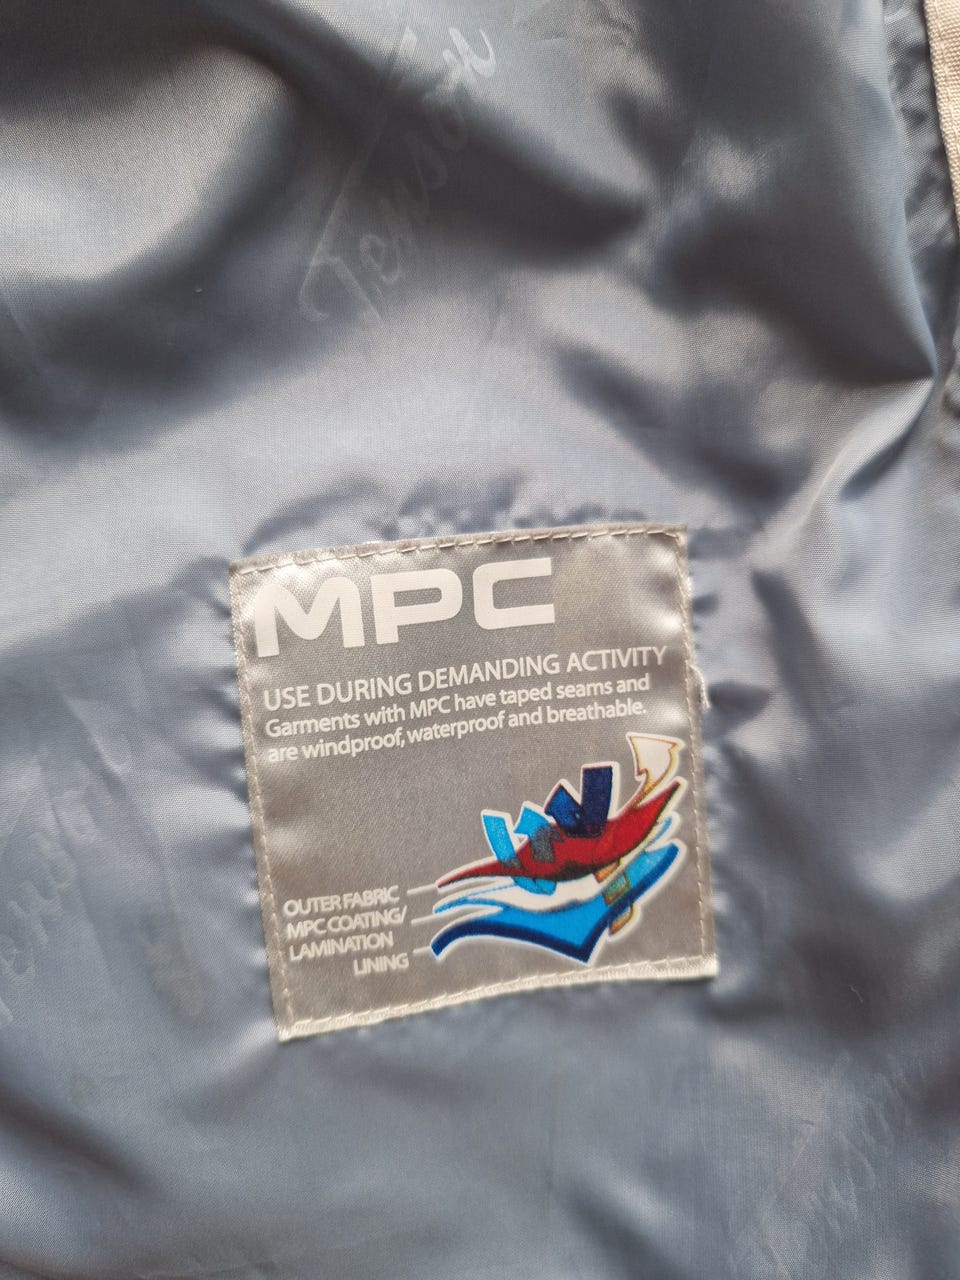 Tenson
MPC
USE DURING DEMANDING ACTIVITY
Garments with MPC have taped seams and
are windproof, waterproof and breathable.
OUTER FABRIC
MPC COATING/
LAMINATION
LINING